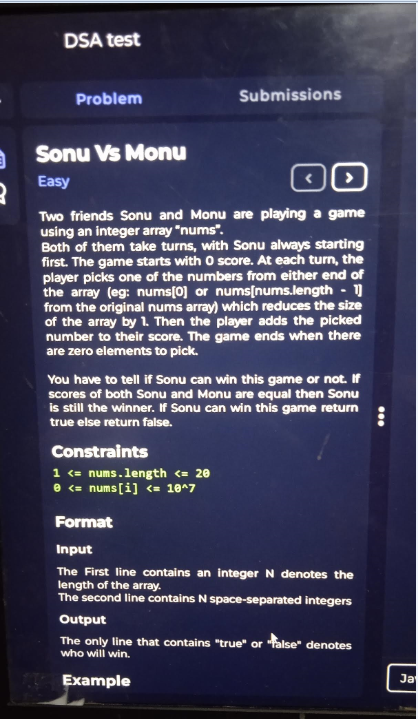 DSA test
Problem
Submissions
Sonu Vs Monu
Easy
<
>
Two friends Sonu and Monu are playing a game
using an integer array "nums".
Both of them take turns, with Sonu always starting
first. The game starts with 0 score. At each turn, the
player picks one of the numbers from either end of
the array (eg: nums[0] or nums[nums.length - 1]
from the original nums array) which reduces the size
of the array by 1. Then the player adds the picked
number to their score. The game ends when there
are zero elements to pick.
You have to tell if Sonu can win this game or not. If
scores of both Sonu and Monu are equal then Sonu
is still the winner. If Sonu can win this game return
true else return false.
Constraints
1 <= nums.length <= 20
0 <= nums[i] <= 10^7
Format
Input
The First line contains an integer N denotes the
length of the array.
The second line contains N space-separated integers
Output
The only line that contains "true" or "false" denotes
who will win.
Example
Ja